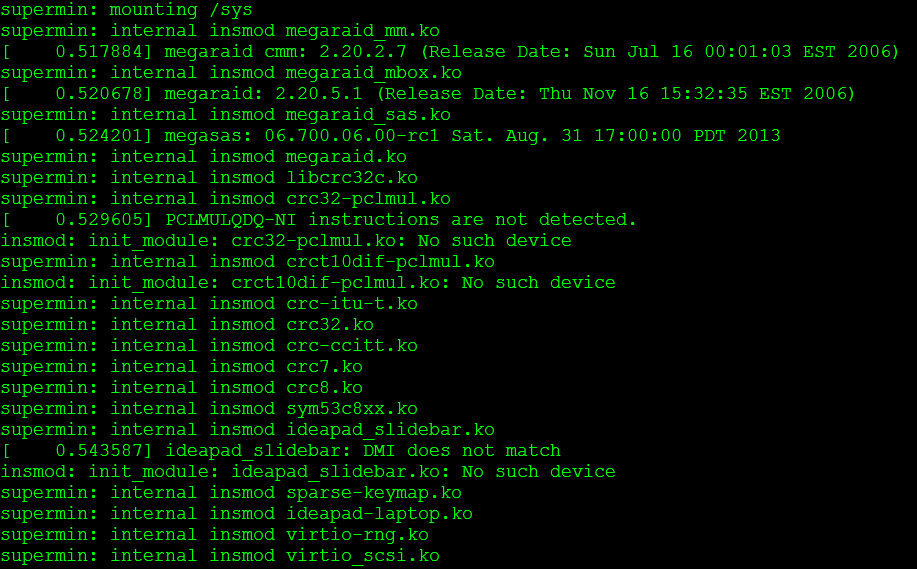 supermin: mounting /sys
supermin: internal insmod megaraid_mm.ko
[    0.517884] megaraid cmm: 2.20.2.7 (Release Date: Sun Jul 16 00:01:03 EST 2006)
supermin: internal insmod megaraid_mbox.ko
[    0.520678] megaraid: 2.20.5.1 (Release Date: Thu Nov 16 15:32:35 EST 2006)
supermin: internal insmod megaraid_sas.ko
[    0.524201] megasas: 06.700.06.00-rc1 Sat. Aug. 31 17:00:00 PDT 2013
supermin: internal insmod megaraid.ko
supermin: internal insmod libcrc32c.ko
supermin: internal insmod crc32-pclmul.ko
[    0.529605] PCLMULQDQ-NI instructions are not detected.
insmod: init_module: crc32-pclmul.ko: No such device
supermin: internal insmod crct10dif-pclmul.ko
insmod: init_module: crct10dif-pclmul.ko: No such device
supermin: internal insmod crc-itu-t.ko
supermin: internal insmod crc32.ko
supermin: internal insmod crc-ccitt.ko
supermin: internal insmod crc7.ko
supermin: internal insmod crc8.ko
supermin: internal insmod sym53c8xx.ko
supermin: internal insmod ideapad_slidebar.ko
[    0.543587] ideapad_slidebar: DMI does not match
insmod: init_module: ideapad_slidebar.ko: No such device
supermin: internal insmod sparse-keymap.ko
supermin: internal insmod ideapad-laptop.ko
supermin: internal insmod virtio-rng.ko
supermin: internal insmod virtio_scsi.ko